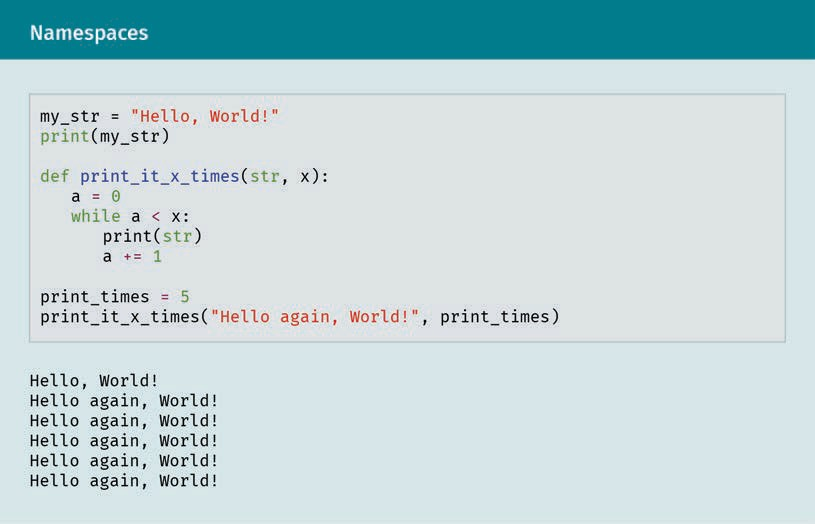 Namespaces
my_str = "Hello, World!"
print(my_str)
def print_it_x_times(str, x):
a = 0
while a < x:
print(str)
a += 1
print_times = 5
print_it_x_times("Hello again, World!", print_times)
Hello, World!
Hello again, World!
Hello again, World!
Hello again, World!
Hello again, World!
Hello again, World!